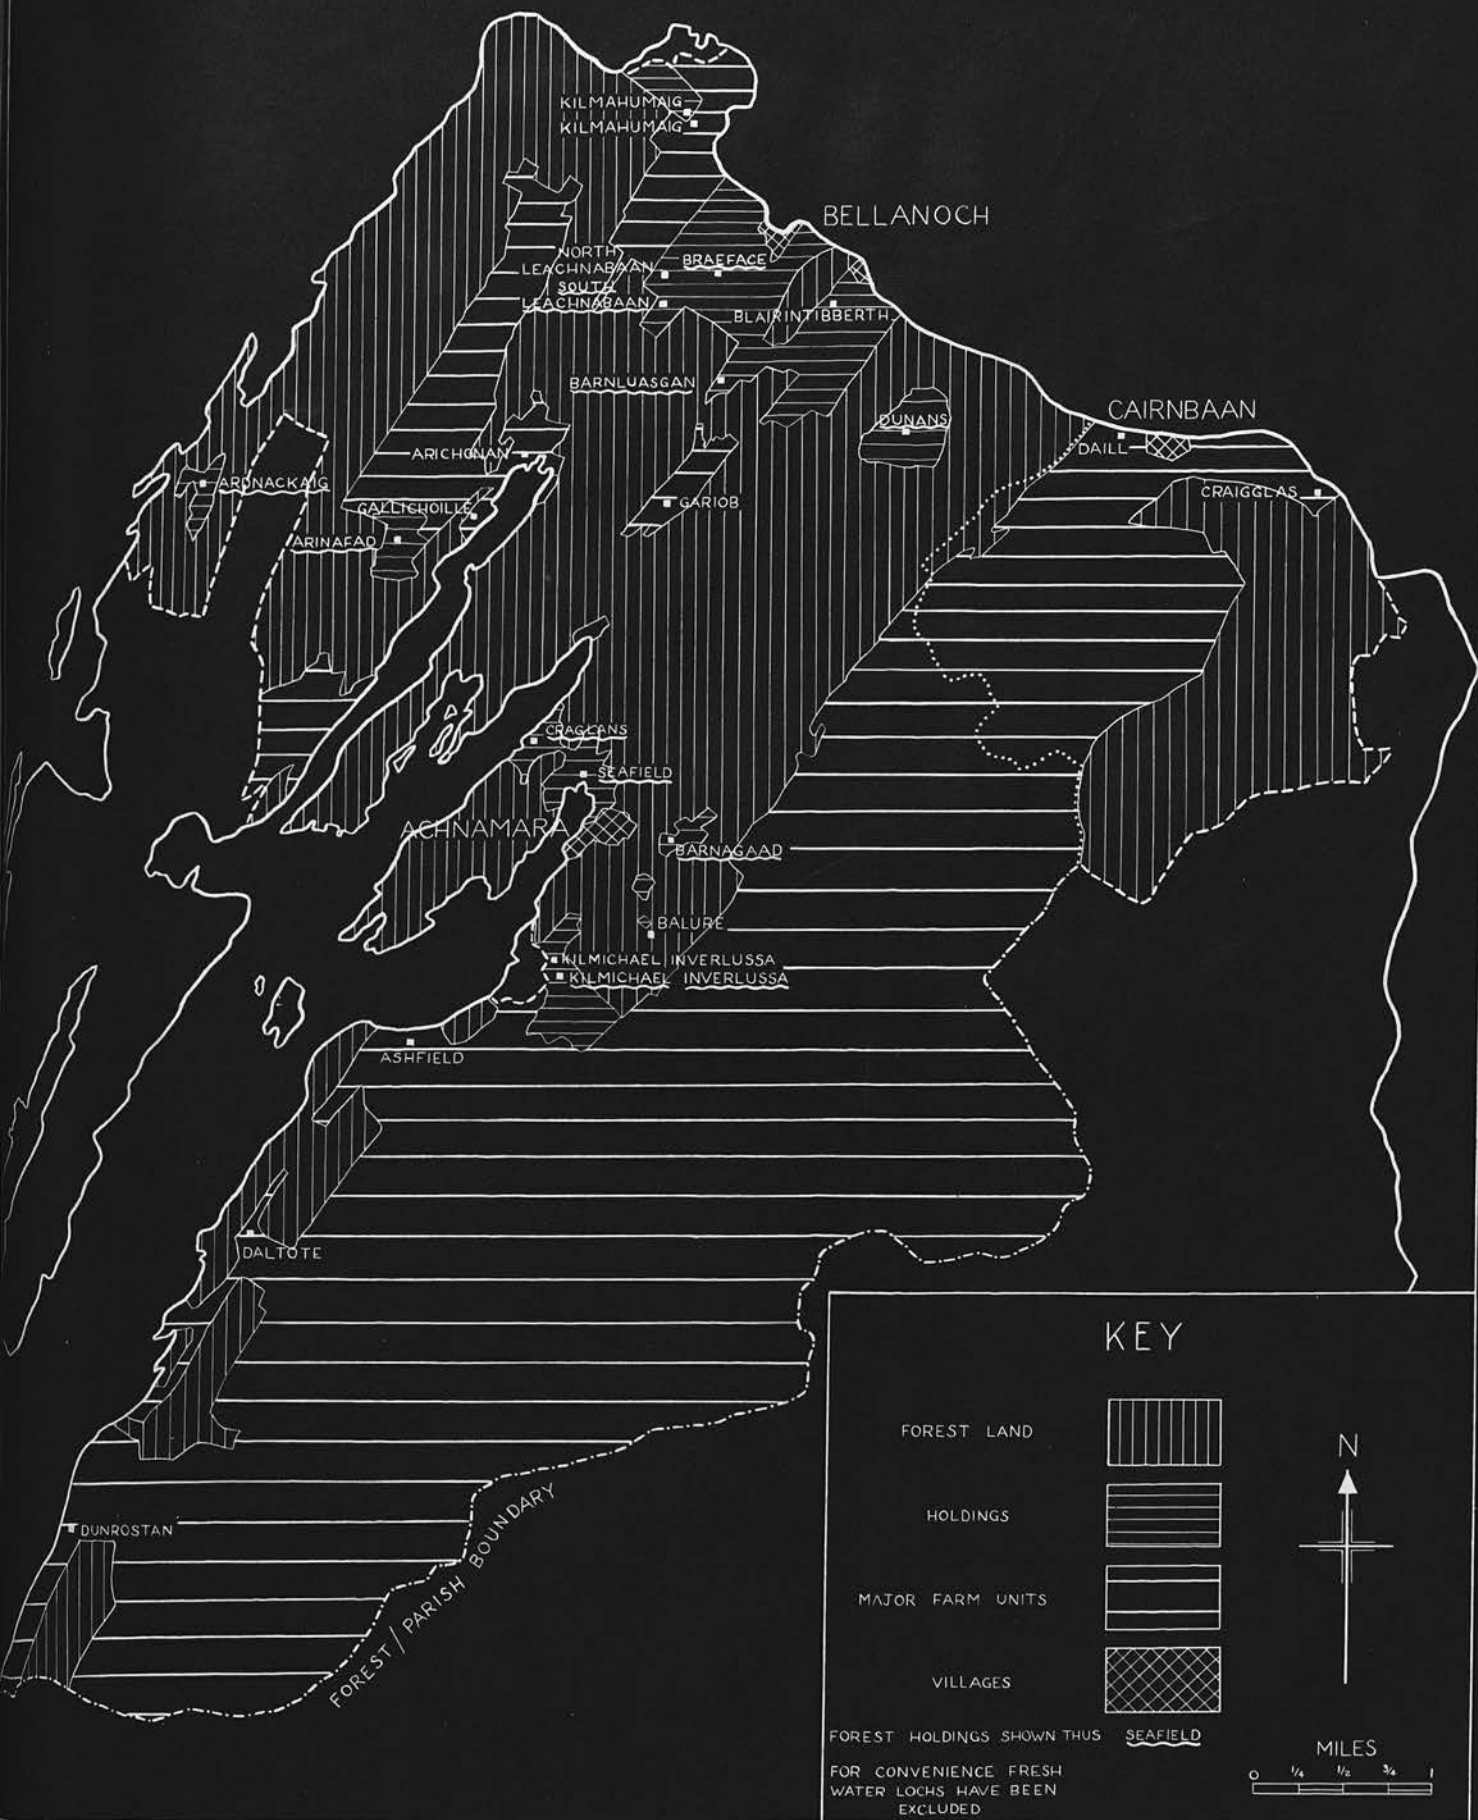 KILMAHUMAIG
KILMAHUMAIG
BELLANOCH
NORTH
LEACHNABAAN
BRAEFACE
SOUTH
LEACHNABAAN
BLAIRINTIBBERTH
BARNLUASGAN
CAIRNBAAN
DUNANS
DAILL
ARICHONAN
ARDNACKAIG
CRAIGGLAS
GALLICHOILLE
GARIOB
ARINAFAD
CRAGLANS
SEAFIELD
ACHNAMARA
BARNAGAAD
BALURE
KILMICHAEL INVERLUSSA
KILMICHAEL INVERLUSSA
ASHFIELD
DALTOTE
DUNROSTAN
FOREST/PARISH BOUNDARY
KEY
FOREST LAND
HOLDINGS
MAJOR FARM UNITS
VILLAGES
FOREST HOLDINGS SHOWN THUS SEAFIELD
FOR CONVENIENCE FRESH
WATER LOCHS HAVE BEEN
EXCLUDED
N
MILES
0 1/4 1/2 3/4 1